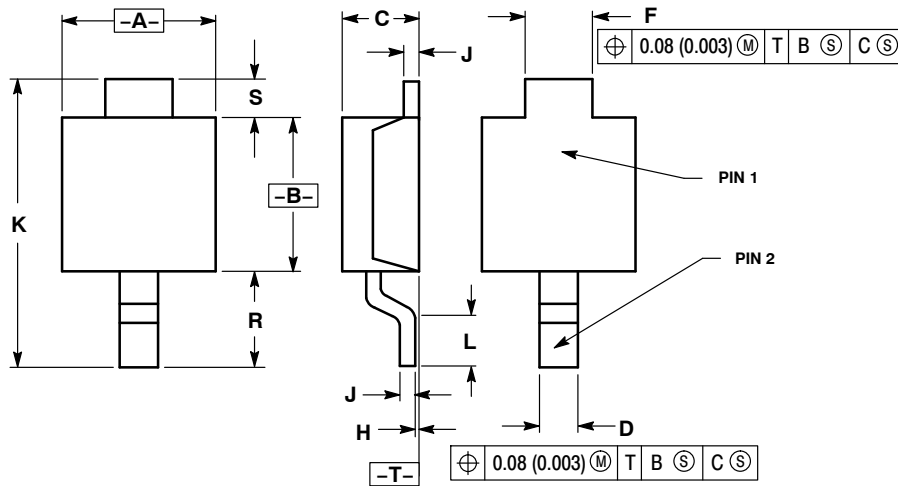 –A–
C
F
⌖ 0.08 (0.003) Ⓜ T B Ⓢ C Ⓢ
J
S
K
–B–
PIN 1
PIN 2
R
L
J
H
D
–T–
⌖ 0.08 (0.003) Ⓜ T B Ⓢ C Ⓢ